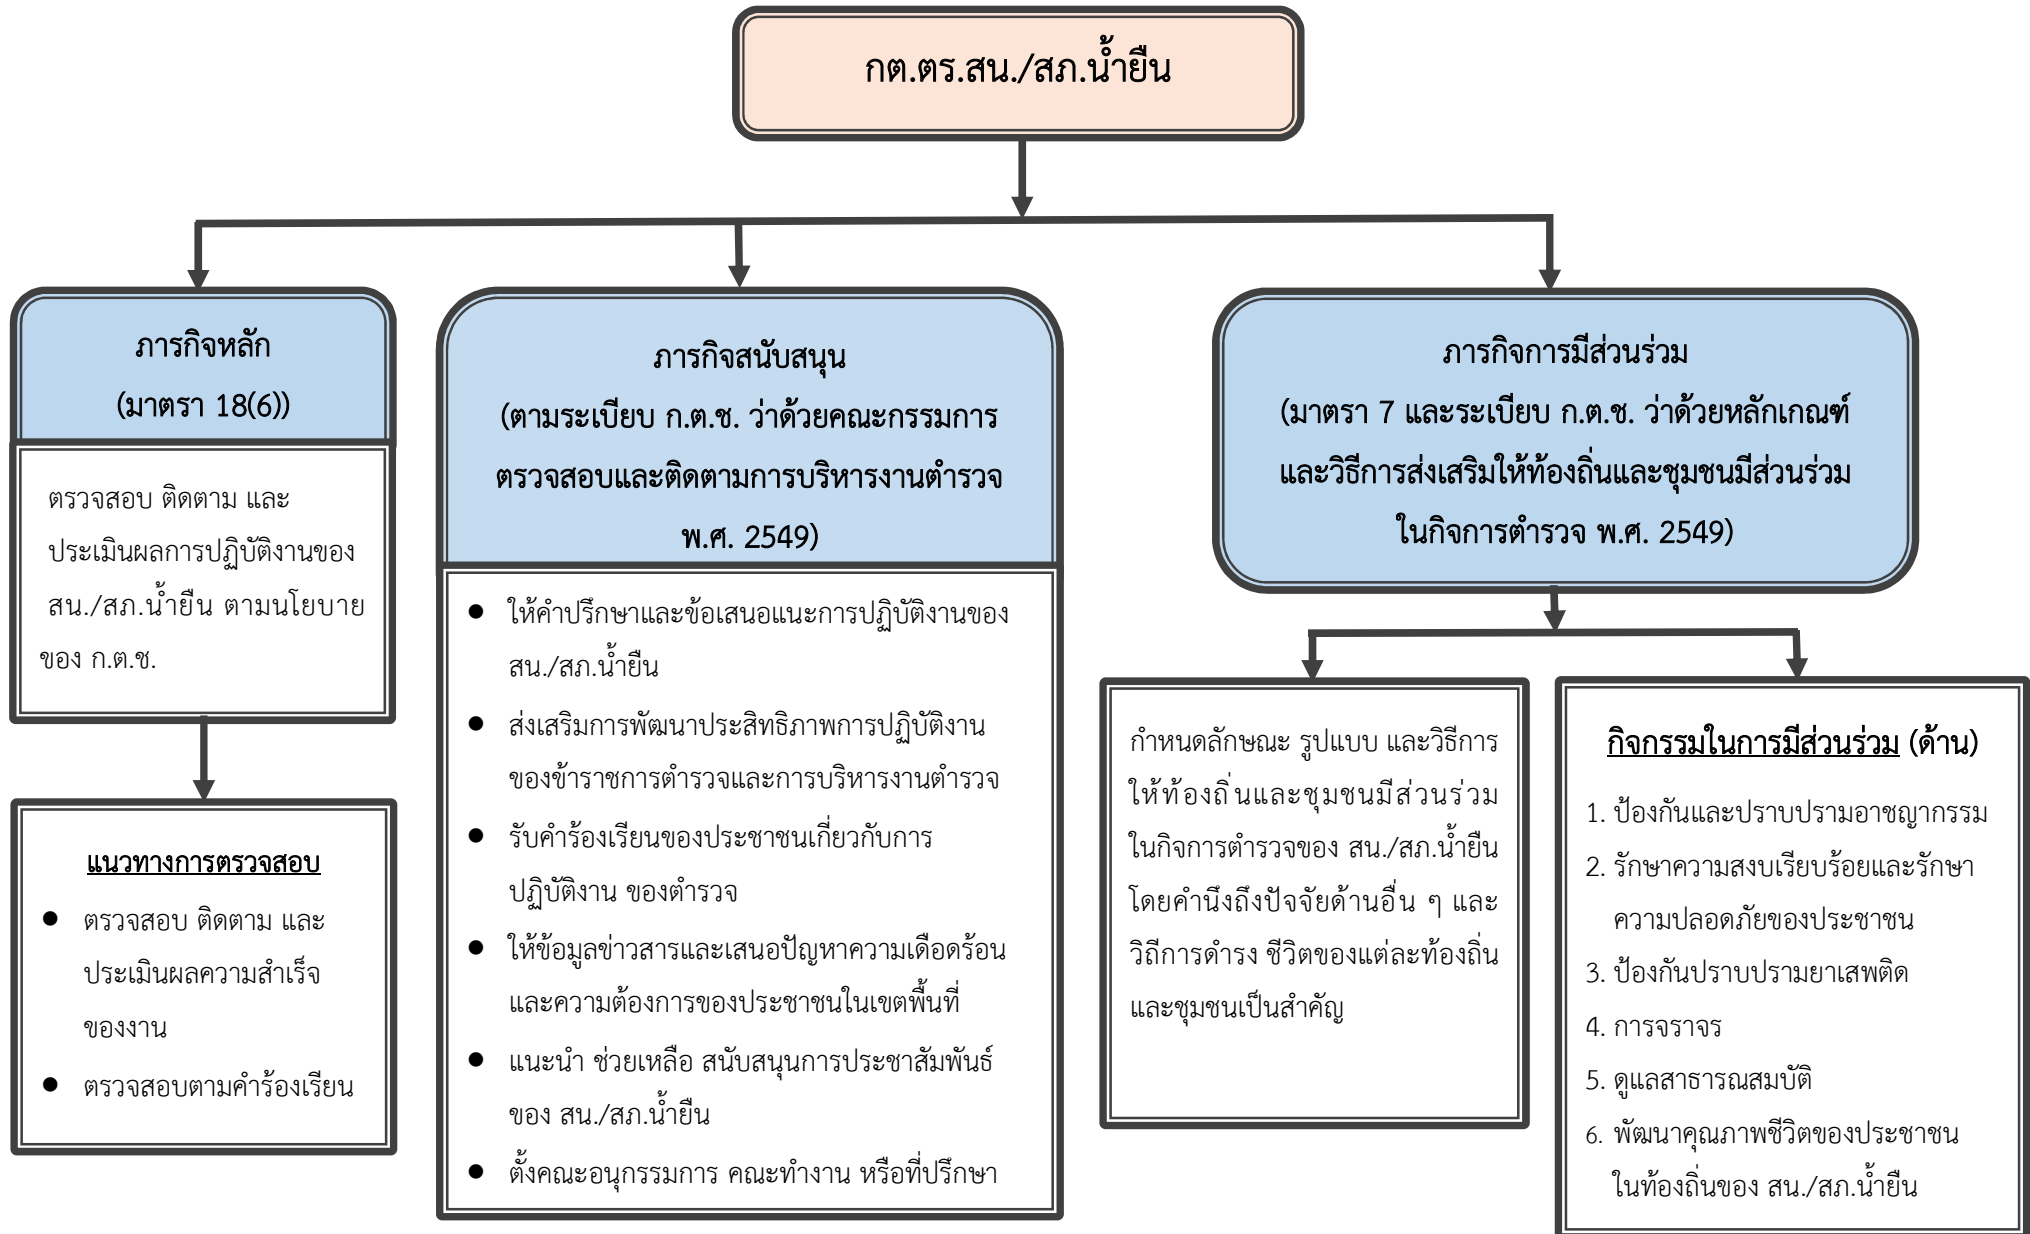 กต.ตร.สน./สภ.น้ำยืน
ภารกิจหลัก
(มาตรา 18(6))
ตรวจสอบ ติดตาม และ
ประเมินผลการปฏิบัติงานของ
สน./สภ.น้ำยืน ตามนโยบาย
ของ ก.ต.ช.
แนวทางการตรวจสอบ
● ตรวจสอบ ติดตาม และ
ประเมินผลความสำเร็จ
ของงาน
● ตรวจสอบตามคำร้องเรียน
ภารกิจสนับสนุน
(ตามระเบียบ ก.ต.ช. ว่าด้วยคณะกรรมการ
ตรวจสอบและติดตามการบริหารงานตำรวจ
พ.ศ. 2549)
● ให้คำปรึกษาและข้อเสนอแนะการปฏิบัติงานของ
สน./สภ.น้ำยืน
● ส่งเสริมการพัฒนาประสิทธิภาพการปฏิบัติงาน
ของข้าราชการตำรวจและการบริหารงานตำรวจ
● รับคำร้องเรียนของประชาชนเกี่ยวกับการ
ปฏิบัติงาน ของตำรวจ
● ให้ข้อมูลข่าวสารและเสนอปัญหาความเดือดร้อน
และความต้องการของประชาชนในเขตพื้นที่
● แนะนำ ช่วยเหลือ สนับสนุนการประชาสัมพันธ์
ของ สน./สภ.น้ำยืน
● ตั้งคณะอนุกรรมการ คณะทำงาน หรือที่ปรึกษา
ภารกิจการมีส่วนร่วม
(มาตรา 7 และระเบียบ ก.ต.ช. ว่าด้วยหลักเกณฑ์
และวิธีการส่งเสริมให้ท้องถิ่นและชุมชนมีส่วนร่วม
ในกิจการตำรวจ พ.ศ. 2549)
กำหนดลักษณะ รูปแบบ และวิธีการ
ให้ท้องถิ่นและชุมชนมีส่วนร่วม
ในกิจการตำรวจของ สน./สภ.น้ำยืน
โดยคำนึงถึงปัจจัยด้านอื่น ๆ และ
วิถีการดำรง ชีวิตของแต่ละท้องถิ่น
และชุมชนเป็นสำคัญ
กิจกรรมในการมีส่วนร่วม (ด้าน)
1. ป้องกันและปราบปรามอาชญากรรม
2. รักษาความสงบเรียบร้อยและรักษา
ความปลอดภัยของประชาชน
3. ป้องกันปราบปรามยาเสพติด
4. การจราจร
5. ดูแลสาธารณสมบัติ
6. พัฒนาคุณภาพชีวิตของประชาชน
ในท้องถิ่นของ สน./สภ.น้ำยืน